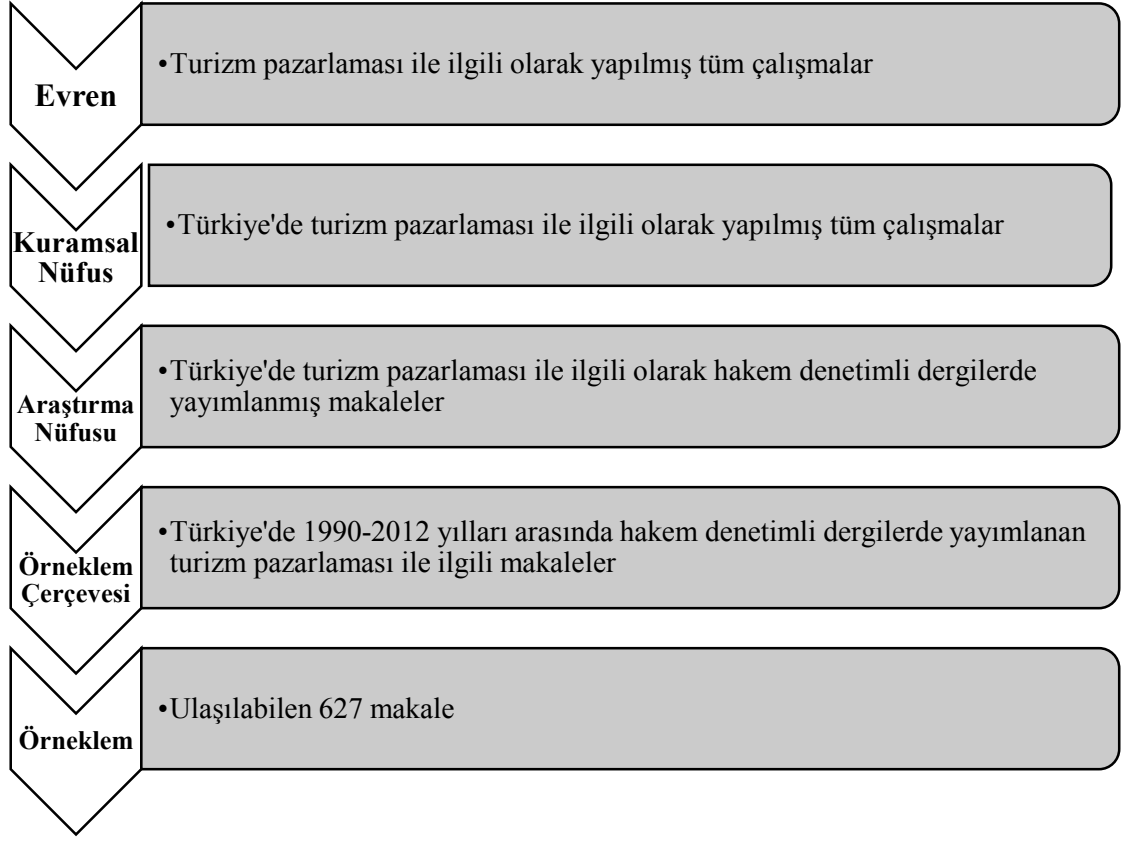 Evren
•Turizm pazarlaması ile ilgili olarak yapılmış tüm çalışmalar
Kuramsal
Nüfus
•Türkiye'de turizm pazarlaması ile ilgili olarak yapılmış tüm çalışmalar
Araştırma
Nüfusu
•Türkiye'de turizm pazarlaması ile ilgili olarak hakem denetimli dergilerde
yayımlanmış makaleler
Örneklem
Çerçevesi
•Türkiye'de 1990-2012 yılları arasında hakem denetimli dergilerde yayımlanan
turizm pazarlaması ile ilgili makaleler
Örneklem
•Ulaşılabilen 627 makale